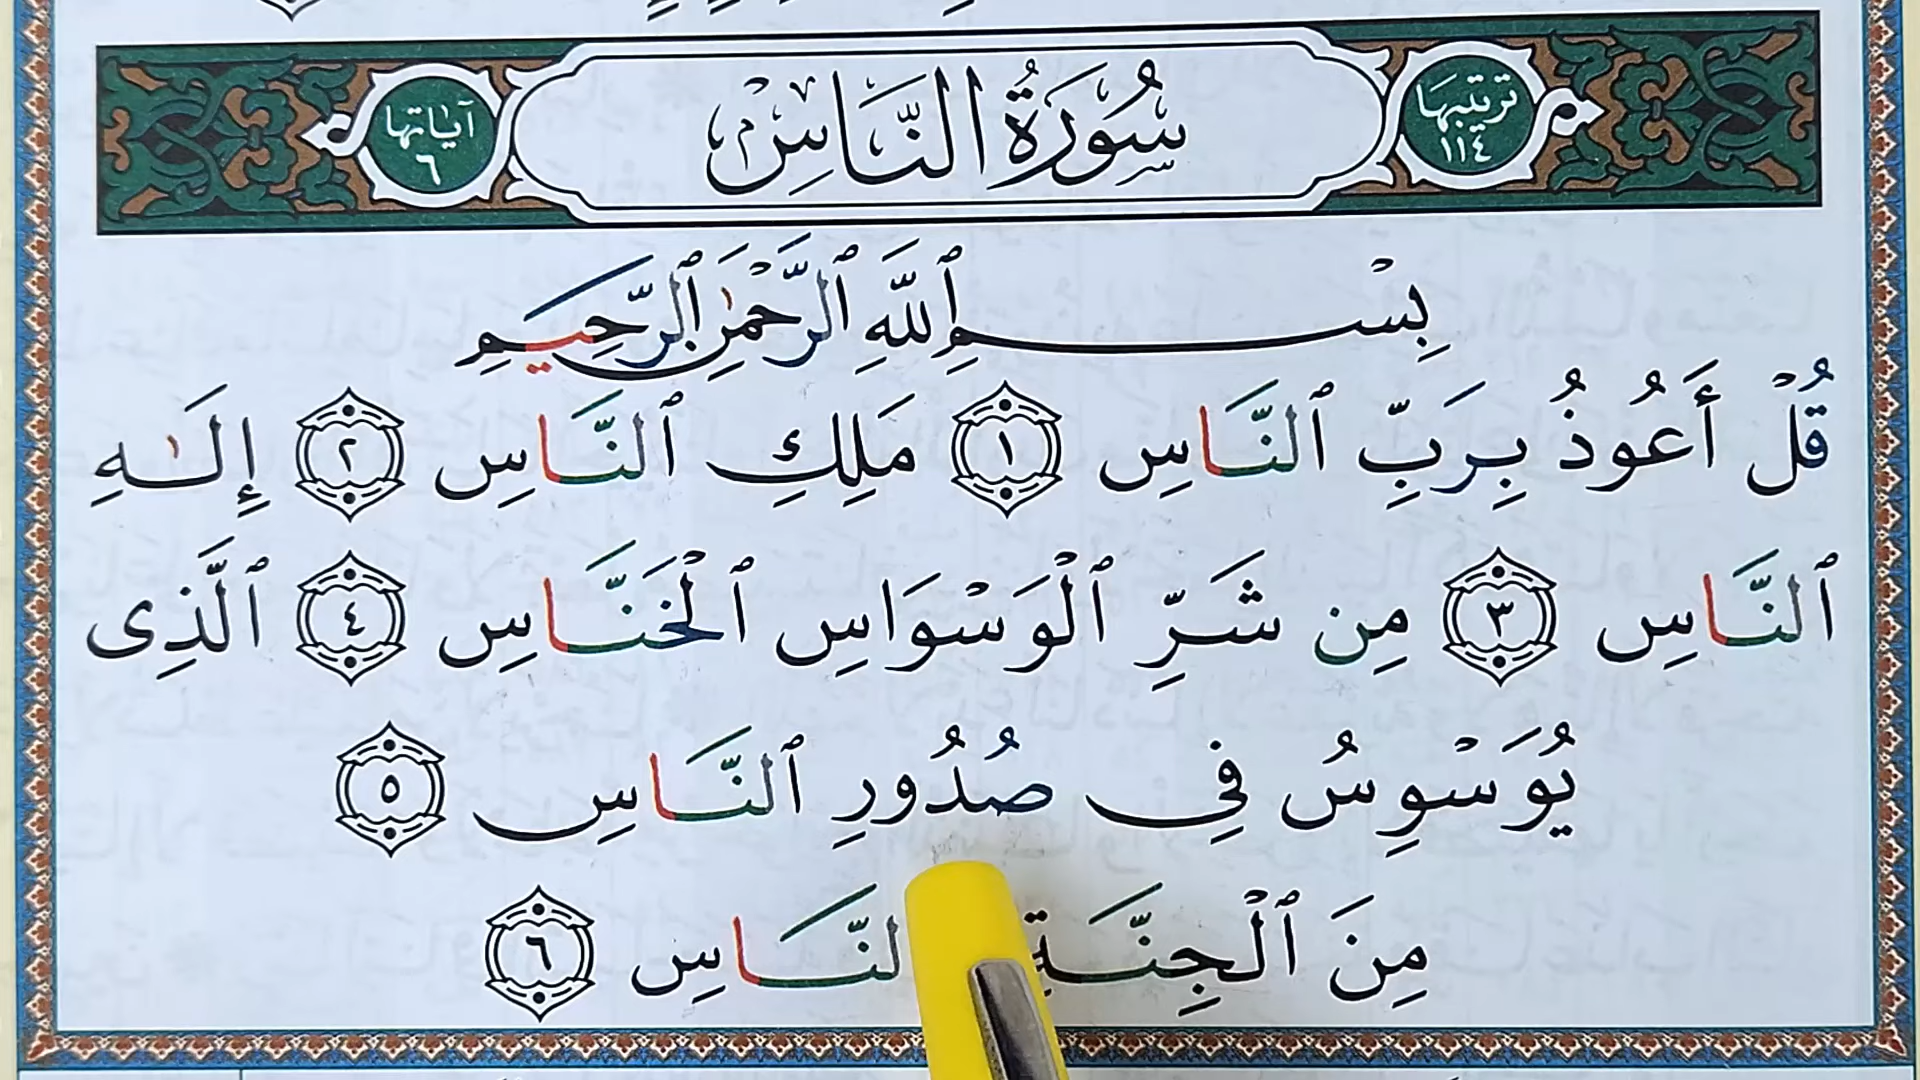 ترتيبها ١١٤
سُورَةُ النَّاسِ
آياتها ٦
بِسْمِ ٱللَّهِ ٱلرَّحْمَٰنِ ٱلرَّحِيمِ
قُلْ أَعُوذُ بِرَبِّ ٱلنَّاسِ ١ مَلِكِ ٱلنَّاسِ ٢ إِلَٰهِ
ٱلنَّاسِ ٣ مِن شَرِّ ٱلْوَسْوَاسِ ٱلْخَنَّاسِ ٤ ٱلَّذِى
يُوَسْوِسُ فِى صُدُورِ ٱلنَّاسِ ٥
مِنَ ٱلْجِنَّةِ لنَّاسِ ٦